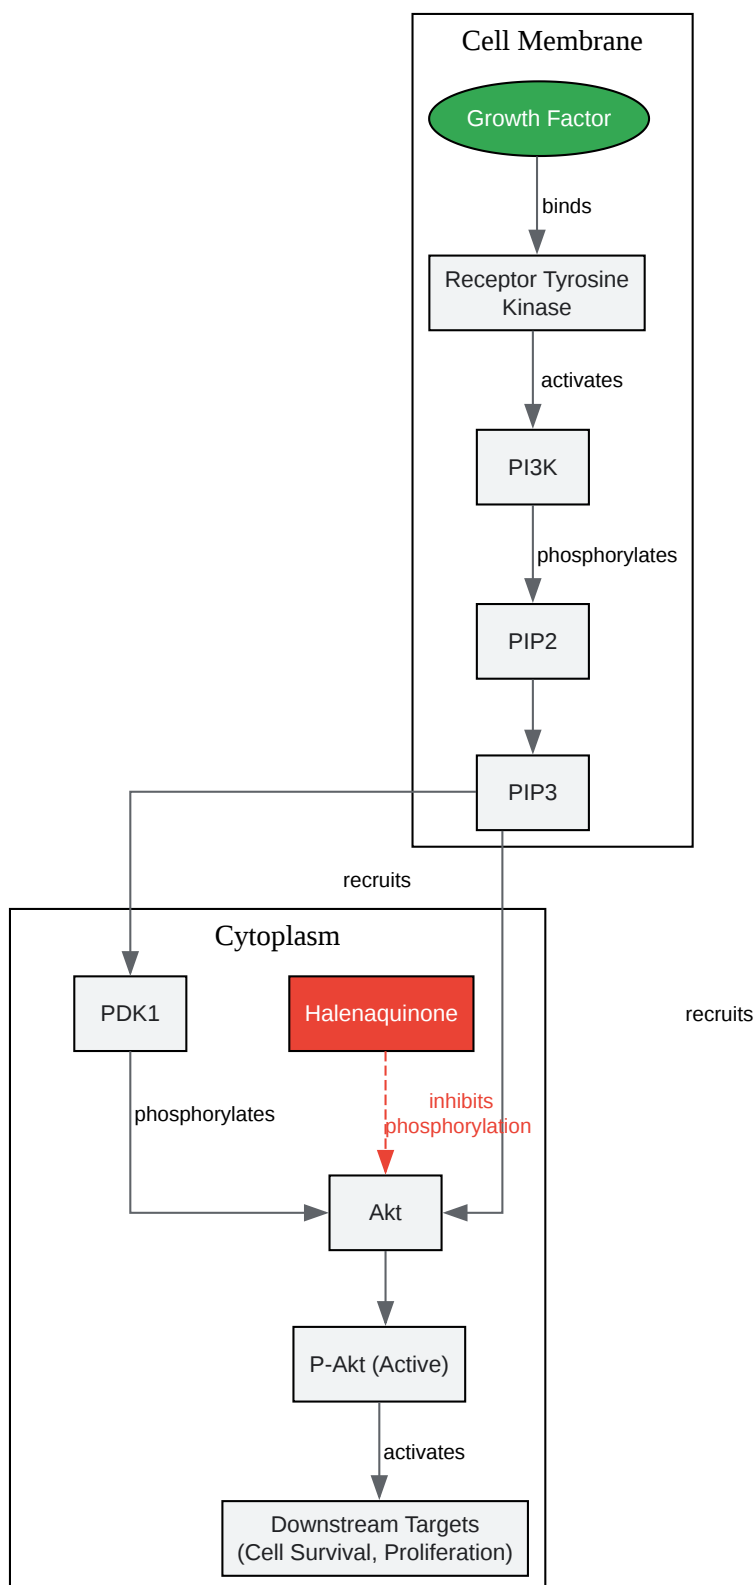 Cell Membrane
Growth Factor
binds
Receptor Tyrosine
Kinase
activates
PI3K
phosphorylates
PIP2
PIP3
recruits
Cytoplasm
PDK1
Halenaquinone
recruits
phosphorylates
inhibits
phosphorylation
Akt
P-Akt (Active)
activates
Downstream Targets
(Cell Survival, Proliferation)